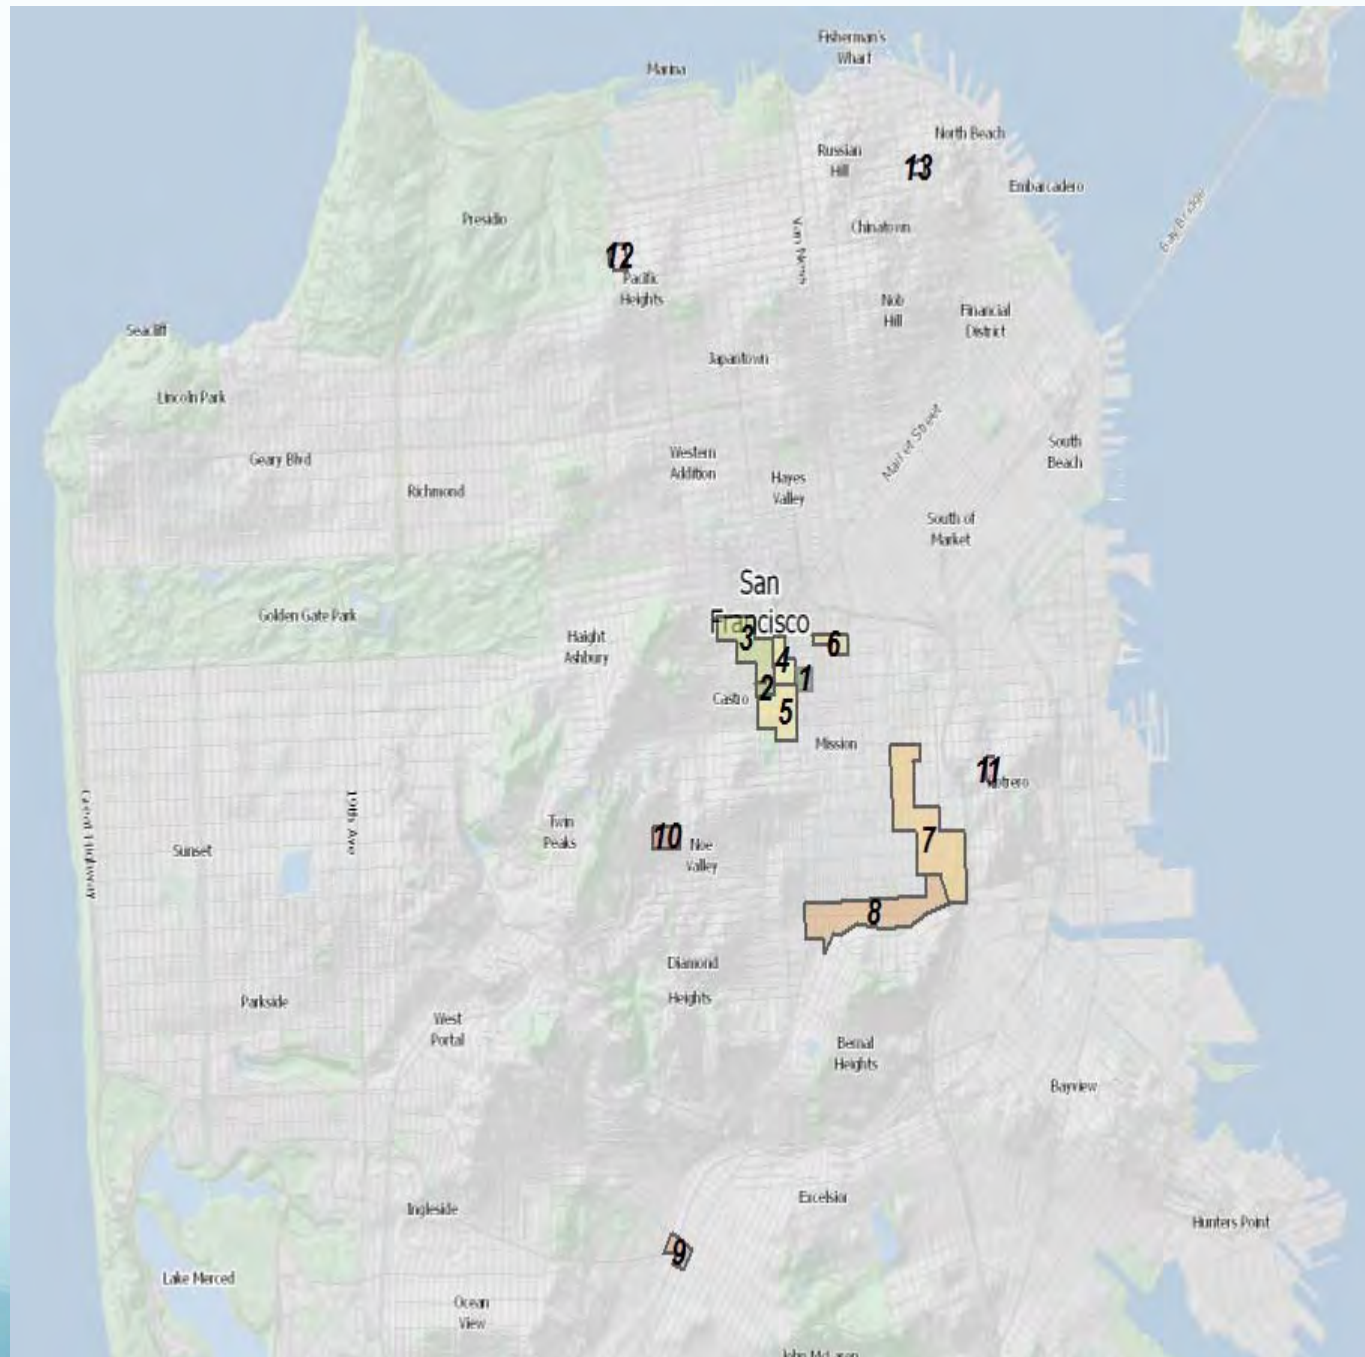 Fisherman's
Wharf
Marina
North Beach
Russian
Hill
13
Embarcadero
Presidio
Van Ness
Chinatown
Bay Bridge
12
Pacific
Heights
Nob
Hill
Financial
District
Seacliff
Japantown
Lincoln Park
Market Street
South
Beach
Geary Blvd
Western
Addition
Richmond
Hayes
Valley
South of
Market
San
Francisco
Golden Gate Park
Haight
Ashbury
3
6
4
1
2
Castro
5
Mission
11
Potrero
Great Highway
19th Ave
Sunset
Twin
Peaks
10
Noe
Valley
7
8
Diamond
Heights
Parkside
West
Portal
Bernal
Heights
Bayview
Excelsior
Ingleside
Hunters Point
9
Lake Merced
Ocean
View
John McLaren